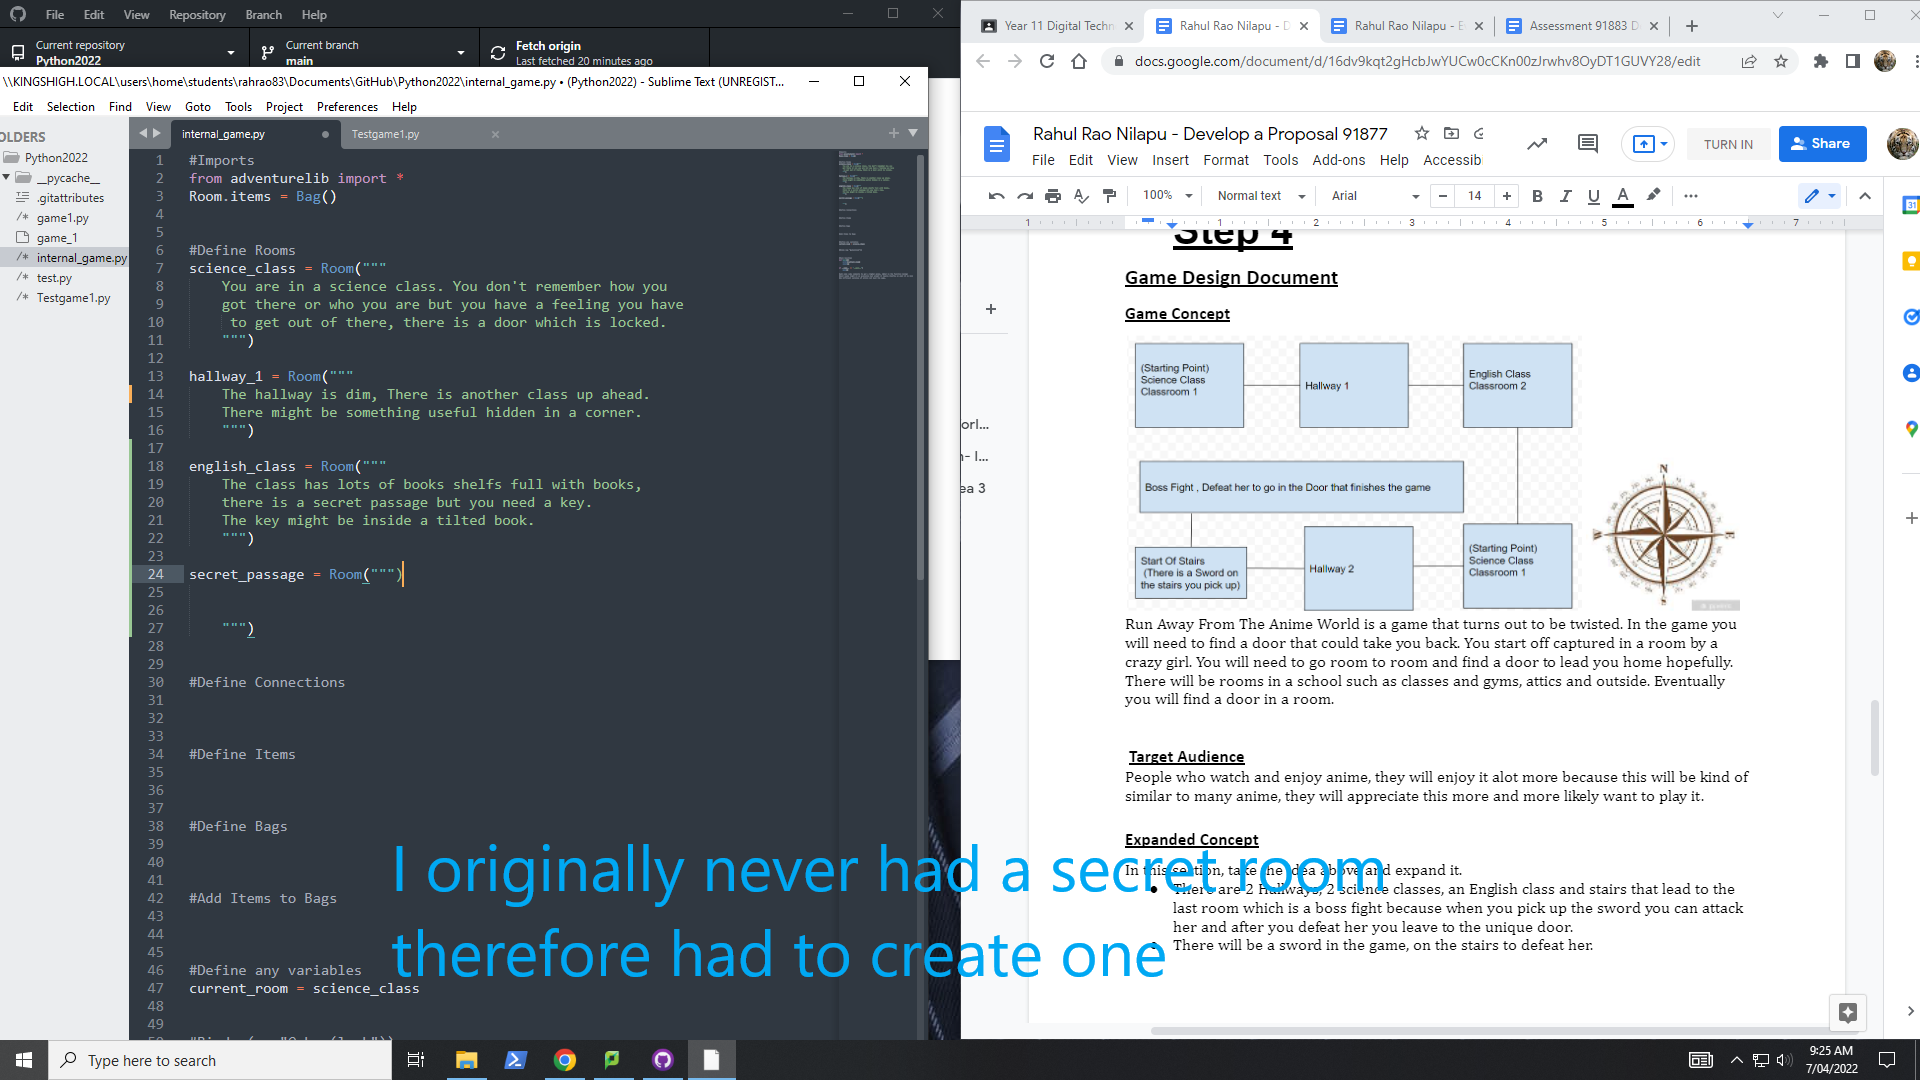 File Edit View Repository Branch Help
Current repository
Python2022
Current branch
main
Fetch origin
Last fetched 20 minutes ago
\\KINGSHIGH.LOCAL\users\home\students\rahrao83\Documents\GitHub\Python2022\internal_game.py • (Python2022) - Sublime Text (UNREGIST...
Edit Selection Find View Goto Tools Project Preferences Help
OLDERS
Python2022
__pycache__
.gitattributes
game1.py
game_1
internal_game.py
test.py
Testgame1.py
internal_game.py
Testgame1.py
1 #Imports
2 from adventurelib import *
3 Room.items = Bag()
4
5
6 #Define Rooms
7 science_class = Room("""
8 You are in a science class. You don't remember how you
9 got there or who you are but you have a feeling you have
10 to get out of there, there is a door which is locked.
11 """)
12
13 hallway_1 = Room("""
14 The hallway is dim, There is another class up ahead.
15 There might be something useful hidden in a corner.
16 """)
17
18 english_class = Room("""
19 The class has lots of books shelfs full with books,
20 there is a secret passage but you need a key.
21 The key might be inside a tilted book.
22 """)
23
24 secret_passage = Room(""")
25
26
27 """)
28
29
30 #Define Connections
31
32
33
34 #Define Items
35
36
37
38 #Define Bags
39
40
41
42 #Add Items to Bags
43
44
45
46 #Define any variables
47 current_room = science_class
48
49
I originally never had a secret room
therefore had to create one
Year 11 Digital Techn
Rahul Rao Nilapu - D
Rahul Rao Nilapu - E
Assessment 91883 D
docs.google.com/document/d/16dv9kqt2gHcbJwYUCw0cCKn00zJrwhv8OyDT1GUVY28/edit
Rahul Rao Nilapu - Develop a Proposal 91877
File Edit View Insert Format Tools Add-ons Help Accessib
TURN IN
Share
100% Normal text Arial 14 B I U A
1 1 2 3 4 5 6 7
orl...
n- I...
ea 3
Step 4
Game Design Document
Game Concept
(Starting Point)
Science Class
Classroom 1
Hallway 1
English Class
Classroom 2
Boss Fight , Defeat her to go in the Door that finishes the game
Start Of Stairs
(There is a Sword on
the stairs you pick up)
Hallway 2
(Starting Point)
Science Class
Classroom 1
N
E
S
W
Run Away From The Anime World is a game that turns out to be twisted. In the game you
will need to find a door that could take you back. You start off captured in a room by a
crazy girl. You will need to go room to room and find a door to lead you home hopefully.
There will be rooms in a school such as classes and gyms, attics and outside. Eventually
you will find a door in a room.
Target Audience
People who watch and enjoy anime, they will enjoy it alot more because this will be kind of
similar to many anime, they will appreciate this more and more likely want to play it.
Expanded Concept
In this section, take the idea above and expand it.
There are 2 Hallways, 2 science classes, an English class and stairs that lead to the
last room which is a boss fight because when you pick up the sword you can attack
her and after you defeat her you leave to the unique door.
There will be a sword in the game, on the stairs to defeat her.
31
Type here to search
9:25 AM
7/04/2022